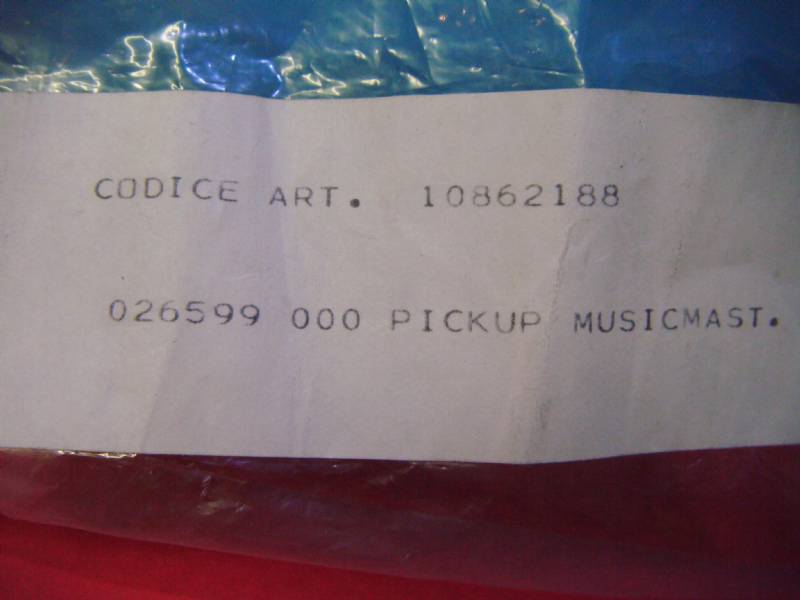 CODICE ART. 10862188
026599 000 PICKUP MUSICMAST.